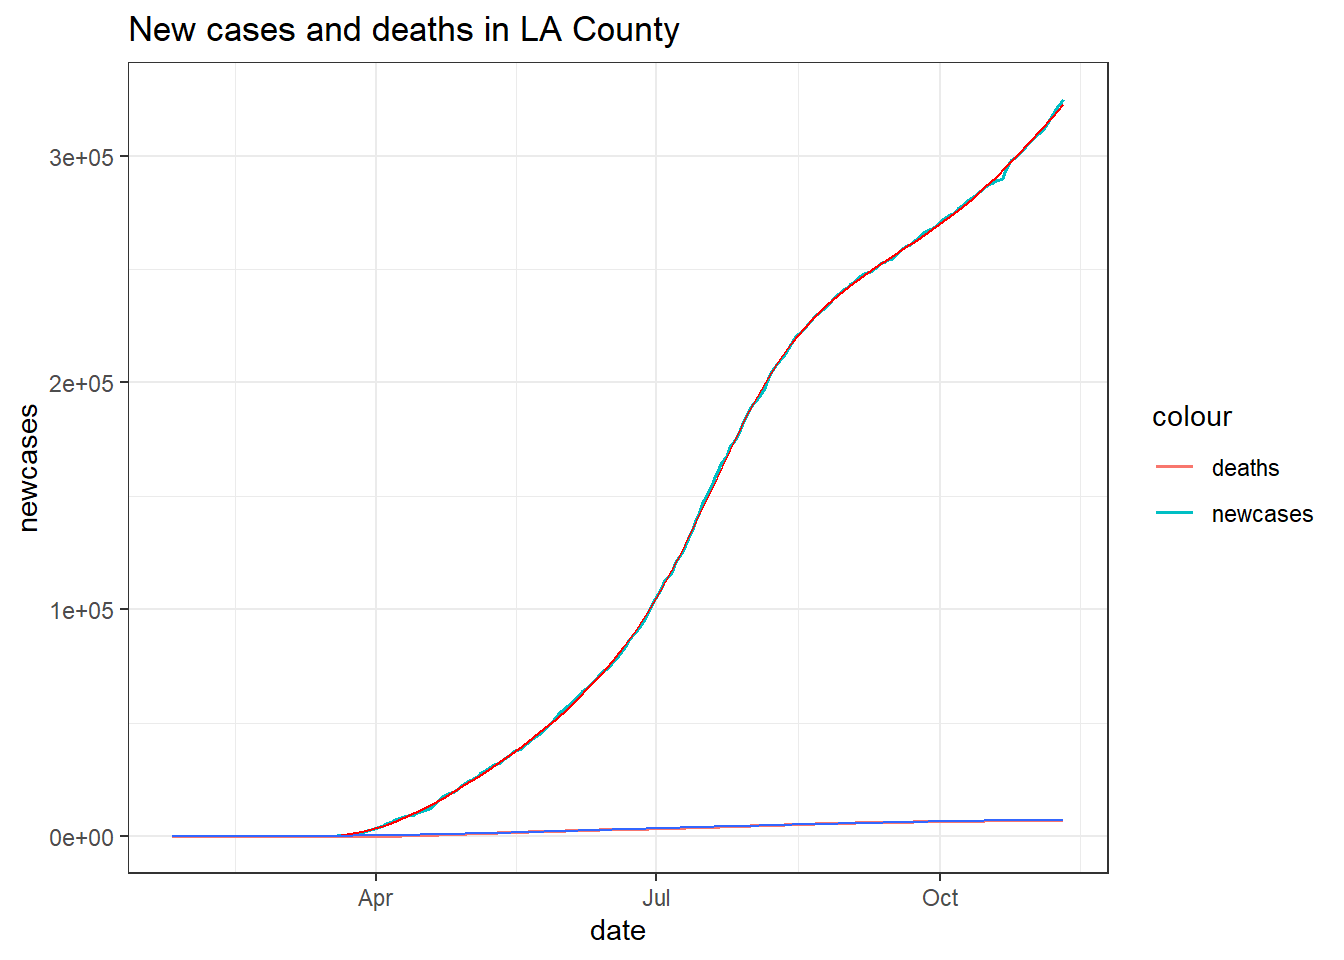 New cases and deaths in LA County
newcases
3e+05
2e+05
1e+05
0e+00
Apr
Jul
Oct
date
colour
deaths
newcases